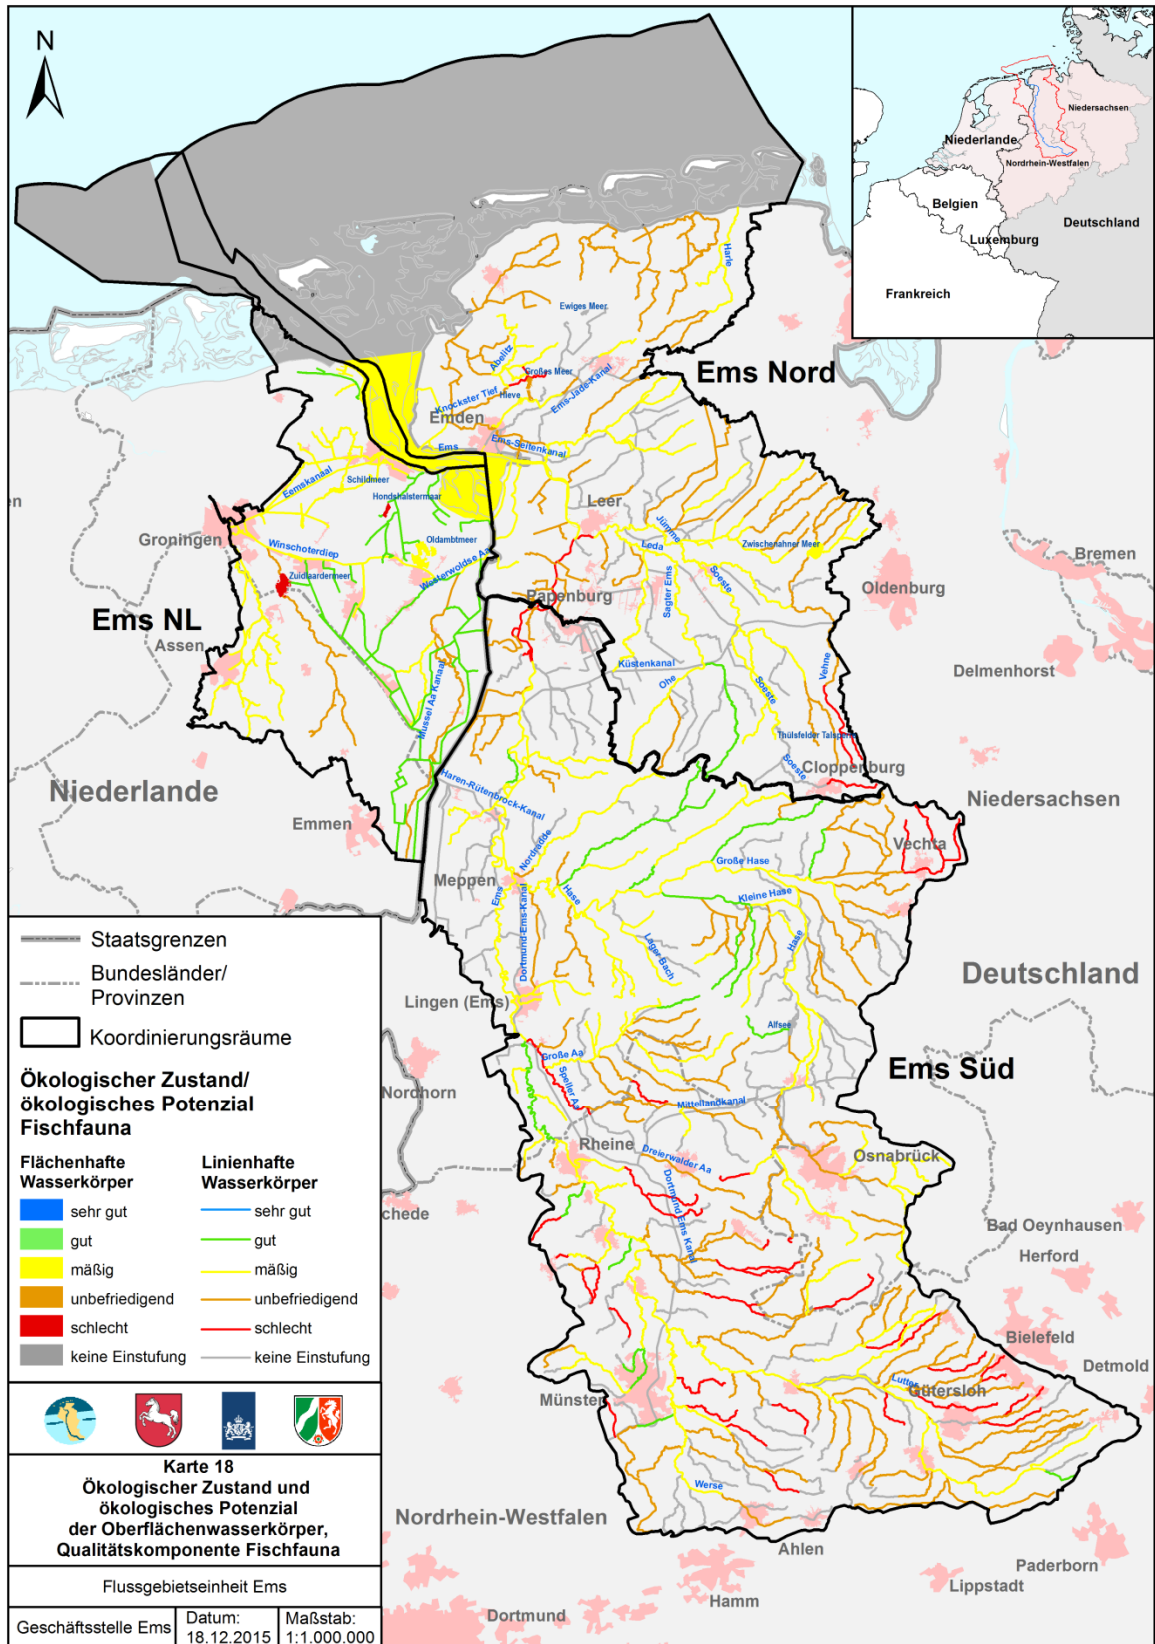 N
Niedersachsen
Niederlande
Nordrhein-Westfalen
Belgien
Deutschland
Luxemburg
Frankreich
Harle
Ewiges Meer
Abelitz
Großes Meer
Ems Nord
Knockster Tief
Hieve
Ems-Jade-Kanal
Emden
Ems
Ems-Seitenkanal
Eemskanaal
Schildmeer
Hondshalstermaar
Leer
Groningen
Winschoterdiep
Oldambtmeer
Westerwoldse Aa
Jümme
Leda
Zwischenahner Meer
Bremen
Zuidlaardermeer
Soeste
Sagter Ems
Oldenburg
Ems NL
Papenburg
Assen
Delmenhorst
Mussel Aa Kanaal
Küstenkanal
Ohe
Soeste
Vehne
Thülsfelder Talsperre
Soeste
Cloppenburg
Niederlande
Haren-Rütenbrock-Kanal
Niedersachsen
Emmen
Nordradde
Vechta
Große Hase
Meppen
Ems
Hase
Kleine Hase
Dortmund-Ems-Kanal
Lager Bach
Hase
Deutschland
Lingen (Ems)
Alfsee
Große Aa
Ems Süd
Speller Aa
Nordhorn
Mittellandkanal
Rheine
Dreierwalder Aa
Osnabrück
Dortmund Ems Kanal
chede
Bad Oeynhausen
Herford
Bielefeld
Detmold
Lutter
Gütersloh
Münster
Werse
Nordrhein-Westfalen
Ahlen
Paderborn
Lippstadt
Hamm
Dortmund
en
Staatsgrenzen
Bundesländer/
Provinzen
Koordinierungsräume
Ökologischer Zustand/
ökologisches Potenzial
Fischfauna
Flächenhafte
Wasserkörper
sehr gut
gut
mäßig
unbefriedigend
schlecht
keine Einstufung
Linienhafte
Wasserkörper
sehr gut
gut
mäßig
unbefriedigend
schlecht
keine Einstufung
Karte 18
Ökologischer Zustand und
ökologisches Potenzial
der Oberflächenwasserkörper,
Qualitätskomponente Fischfauna
Flussgebietseinheit Ems
Geschäftsstelle Ems
Datum:
18.12.2015
Maßstab:
1:1.000.000